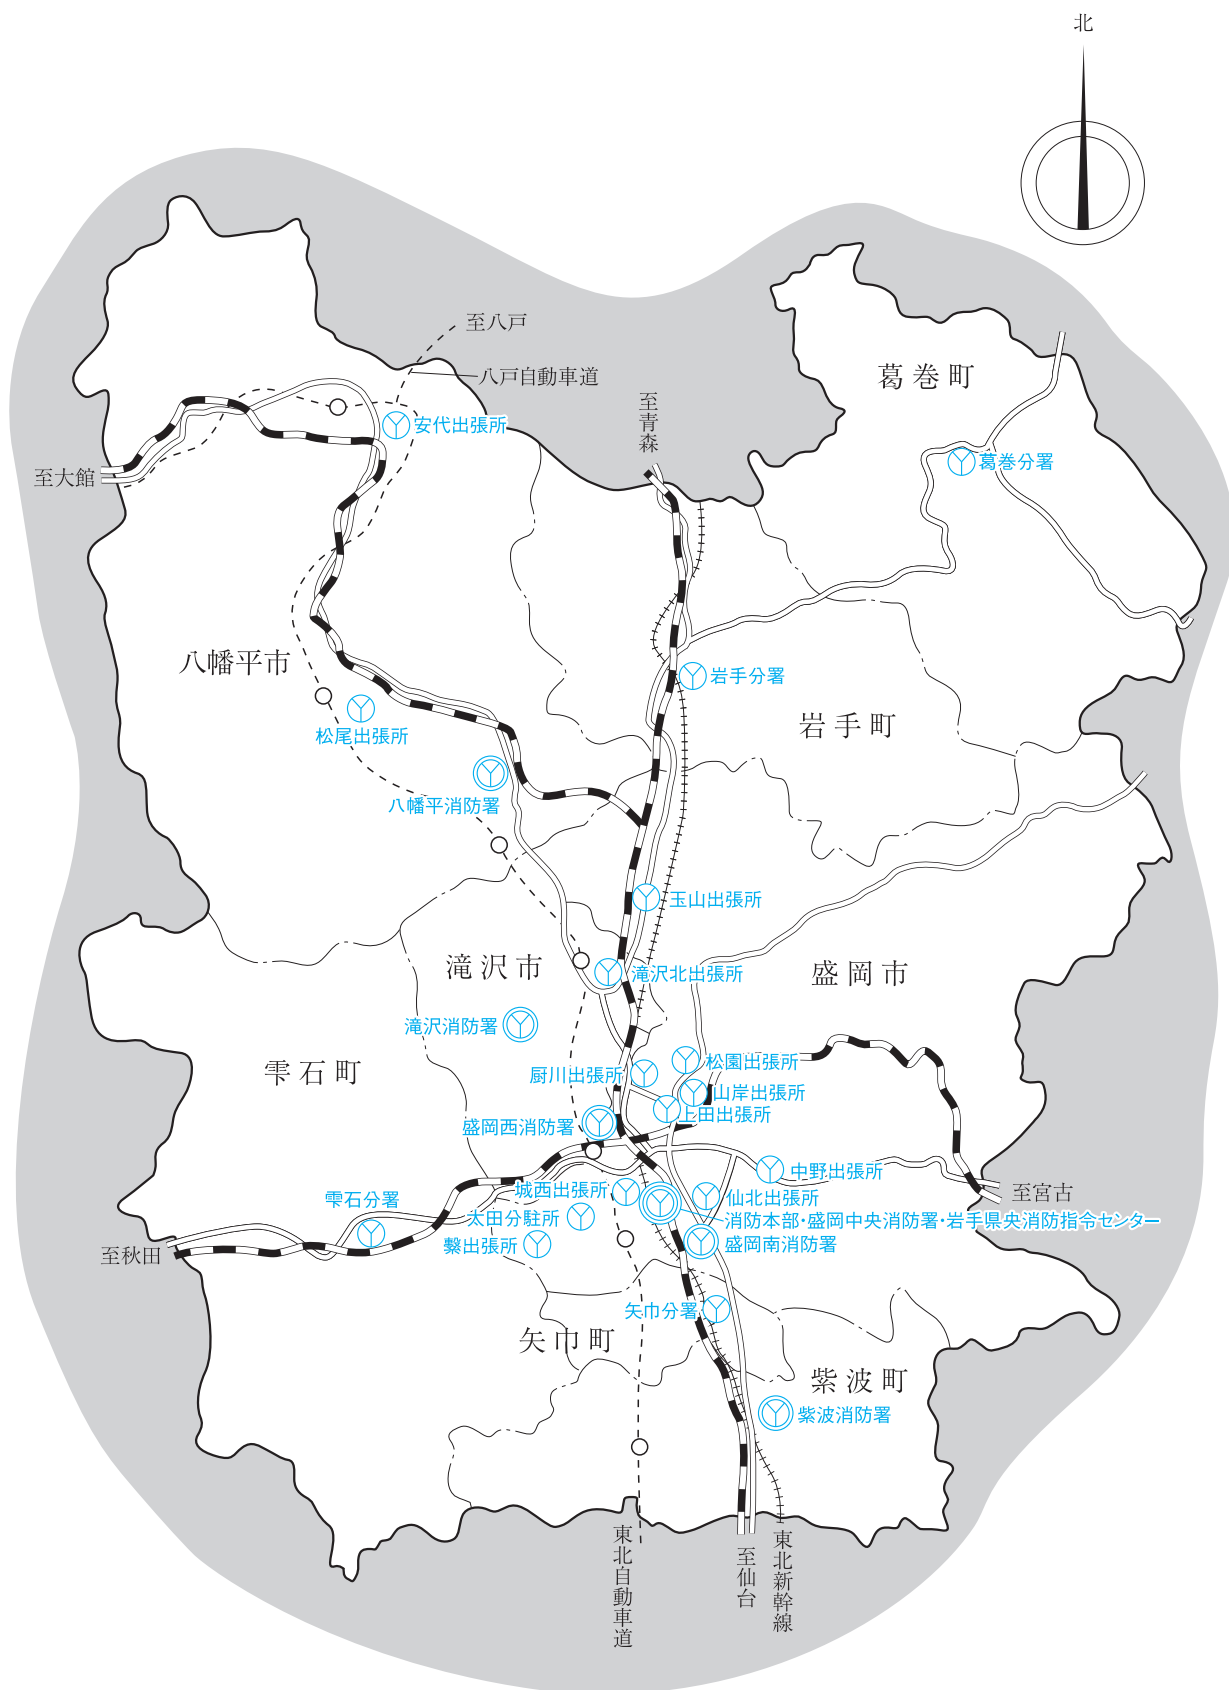 北
至八戸
八戸自動車道
葛巻町
至青森
安代出張所
葛巻分署
至大館
八幡平市
岩手分署
松尾出張所
岩手町
八幡平消防署
玉山出張所
滝沢市
滝沢北出張所
盛岡市
滝沢消防署
雫石町
松園出張所
厨川出張所
山岸出張所
上田出張所
盛岡西消防署
中野出張所
城西出張所
仙北出張所
至宮古
雫石分署
太田分駐所
消防本部・盛岡中央消防署・岩手県央消防指令センター
繫出張所
盛岡南消防署
至秋田
矢巾分署
矢巾町
紫波町
紫波消防署
東北自動車道
至仙台
東北新幹線